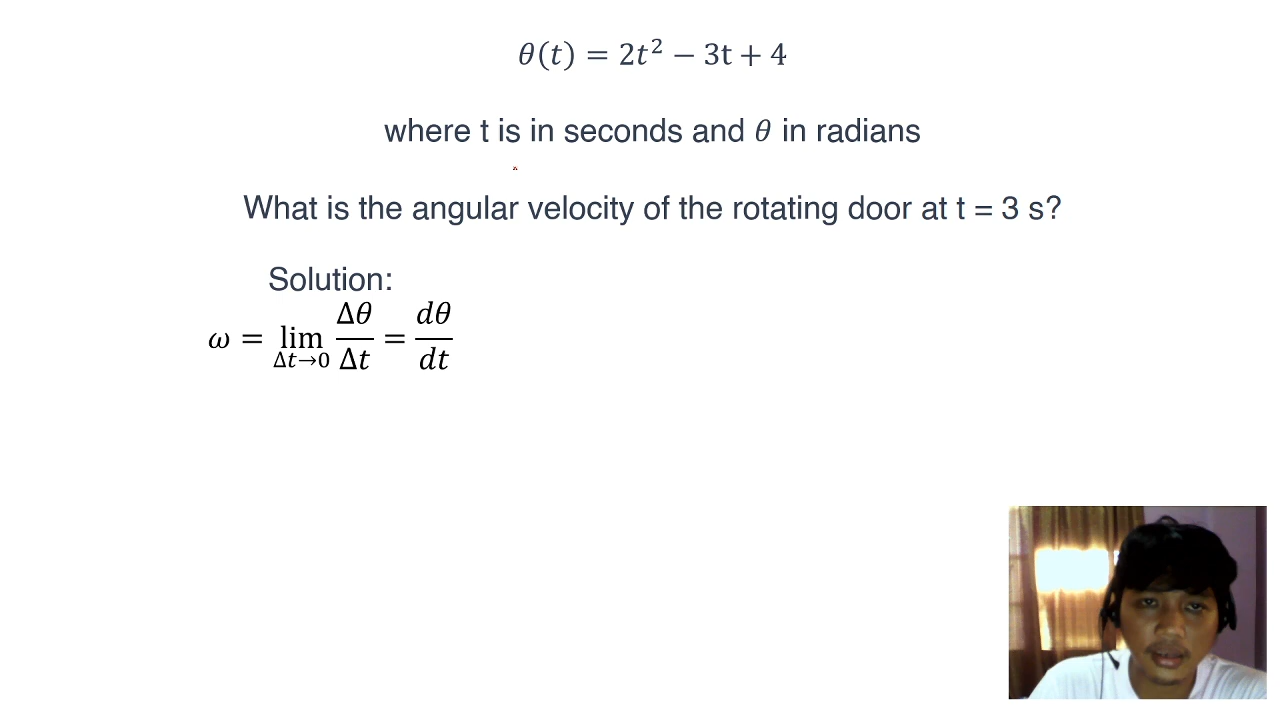 θ(t) = 2t² − 3t + 4
where t is in seconds and θ in radians
What is the angular velocity of the rotating door at t = 3 s?
Solution:
ω = lim Δt→0 Δθ/Δt = dθ/dt